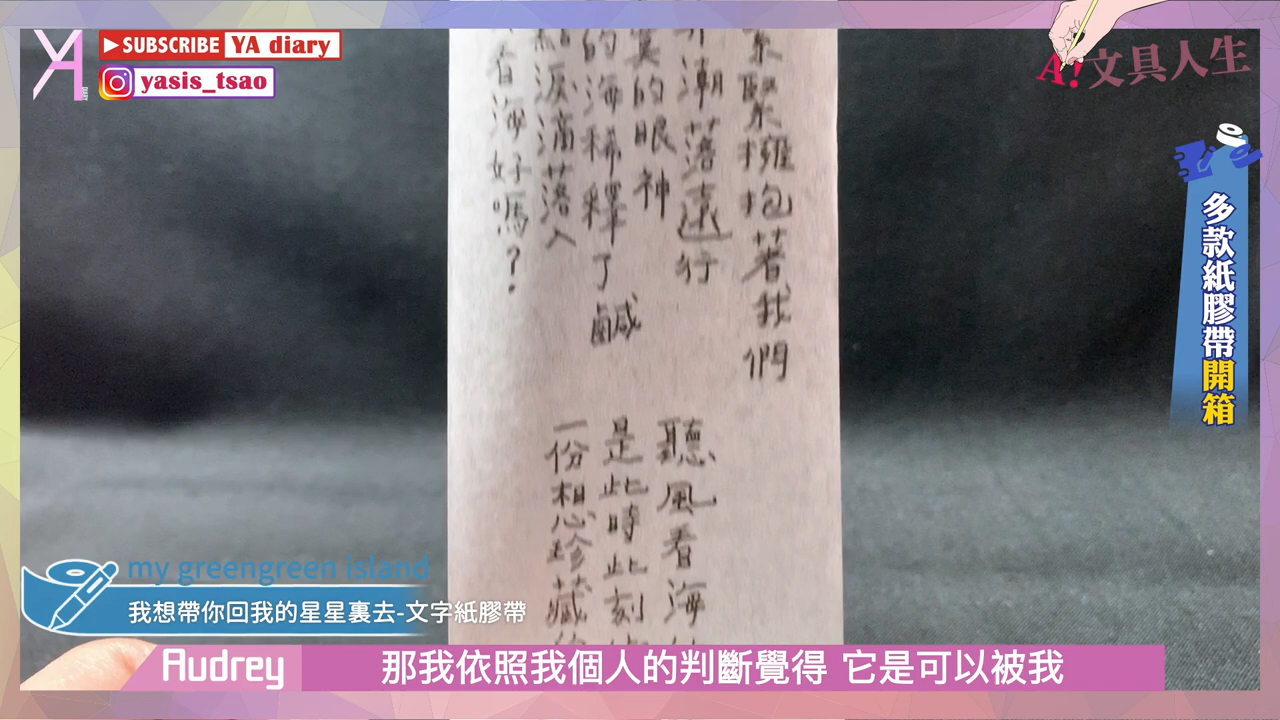 YA
DIARY
SUBSCRIBE YA diary
yasis_tsao
A!文具人生
多款紙膠帶開箱
緊緊擁抱著我們
潮落遠行
的眼神
的海稀釋了鹹
淚滴落入
看海好嗎?
聽風看海
是此時此刻
一份想念珍藏
my greengreen island
我想帶你回我的星星裏去-文字紙膠帶
Audrey
那我依照我個人的判斷覺得 它是可以被我